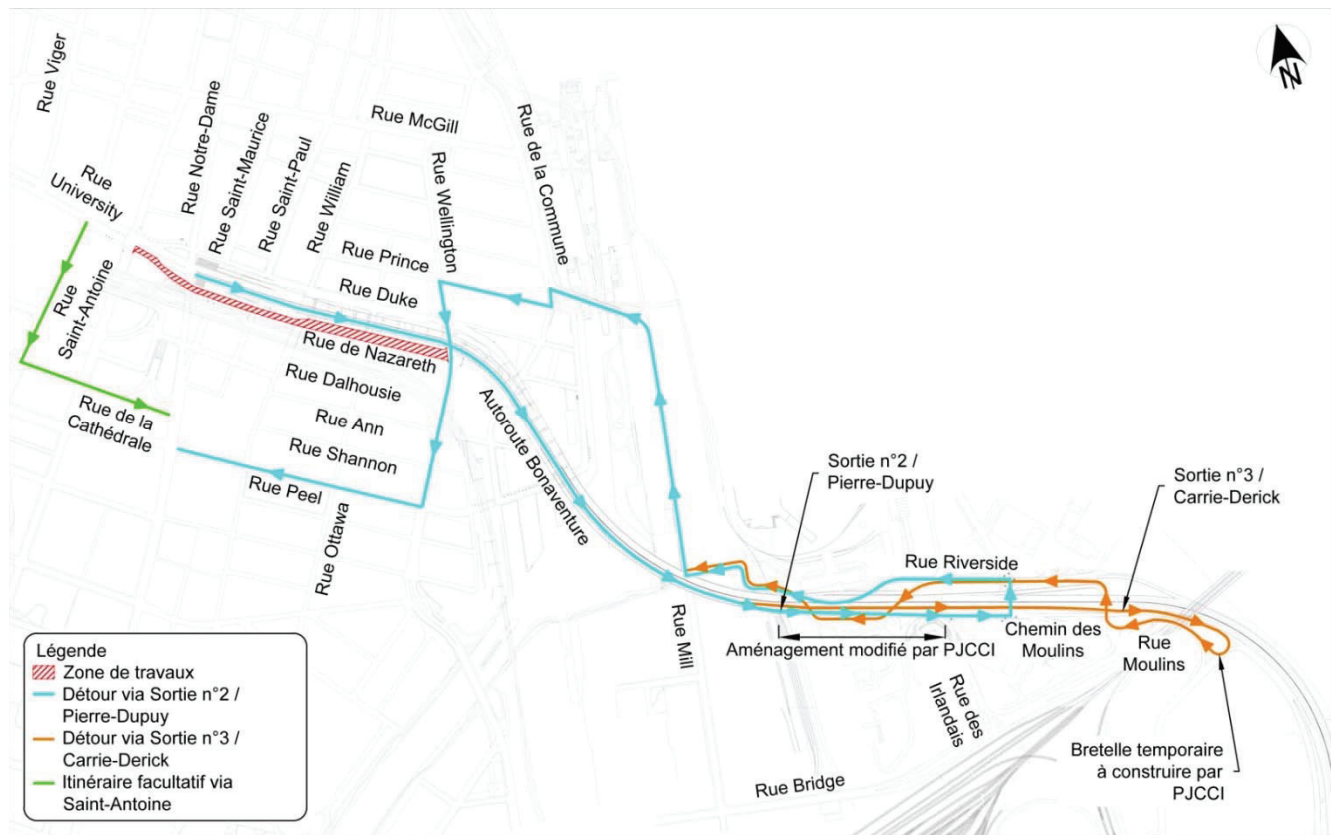 Rue Viger
Rue
University
Rue
Saint-Antoine
Rue Notre-Dame
Rue Saint-Maurice
Rue Saint-Paul
Rue William
Rue McGill
Rue Wellington
Rue de la Commune
N
Rue Prince
Rue Duke
Rue de Nazareth
Rue Dalhousie
Rue Ann
Rue Shannon
Rue de la
Cathédrale
Rue Peel
Rue Ottawa
Autoroute Bonaventure
Sortie n°2 /
Pierre-Dupuy
Sortie n°3 /
Carrie-Derick
Rue Riverside
Aménagement modifié par PJCCI
Chemin des
Moulins
Rue
Moulins
Rue Mill
Rue des
Irlandais
Rue Bridge
Bretelle temporaire
à construire par
PJCCI
Légende
Zone de travaux
Détour via Sortie n°2 /
Pierre-Dupuy
Détour via Sortie n°3 /
Carrie-Derick
Itinéraire facultatif via
Saint-Antoine